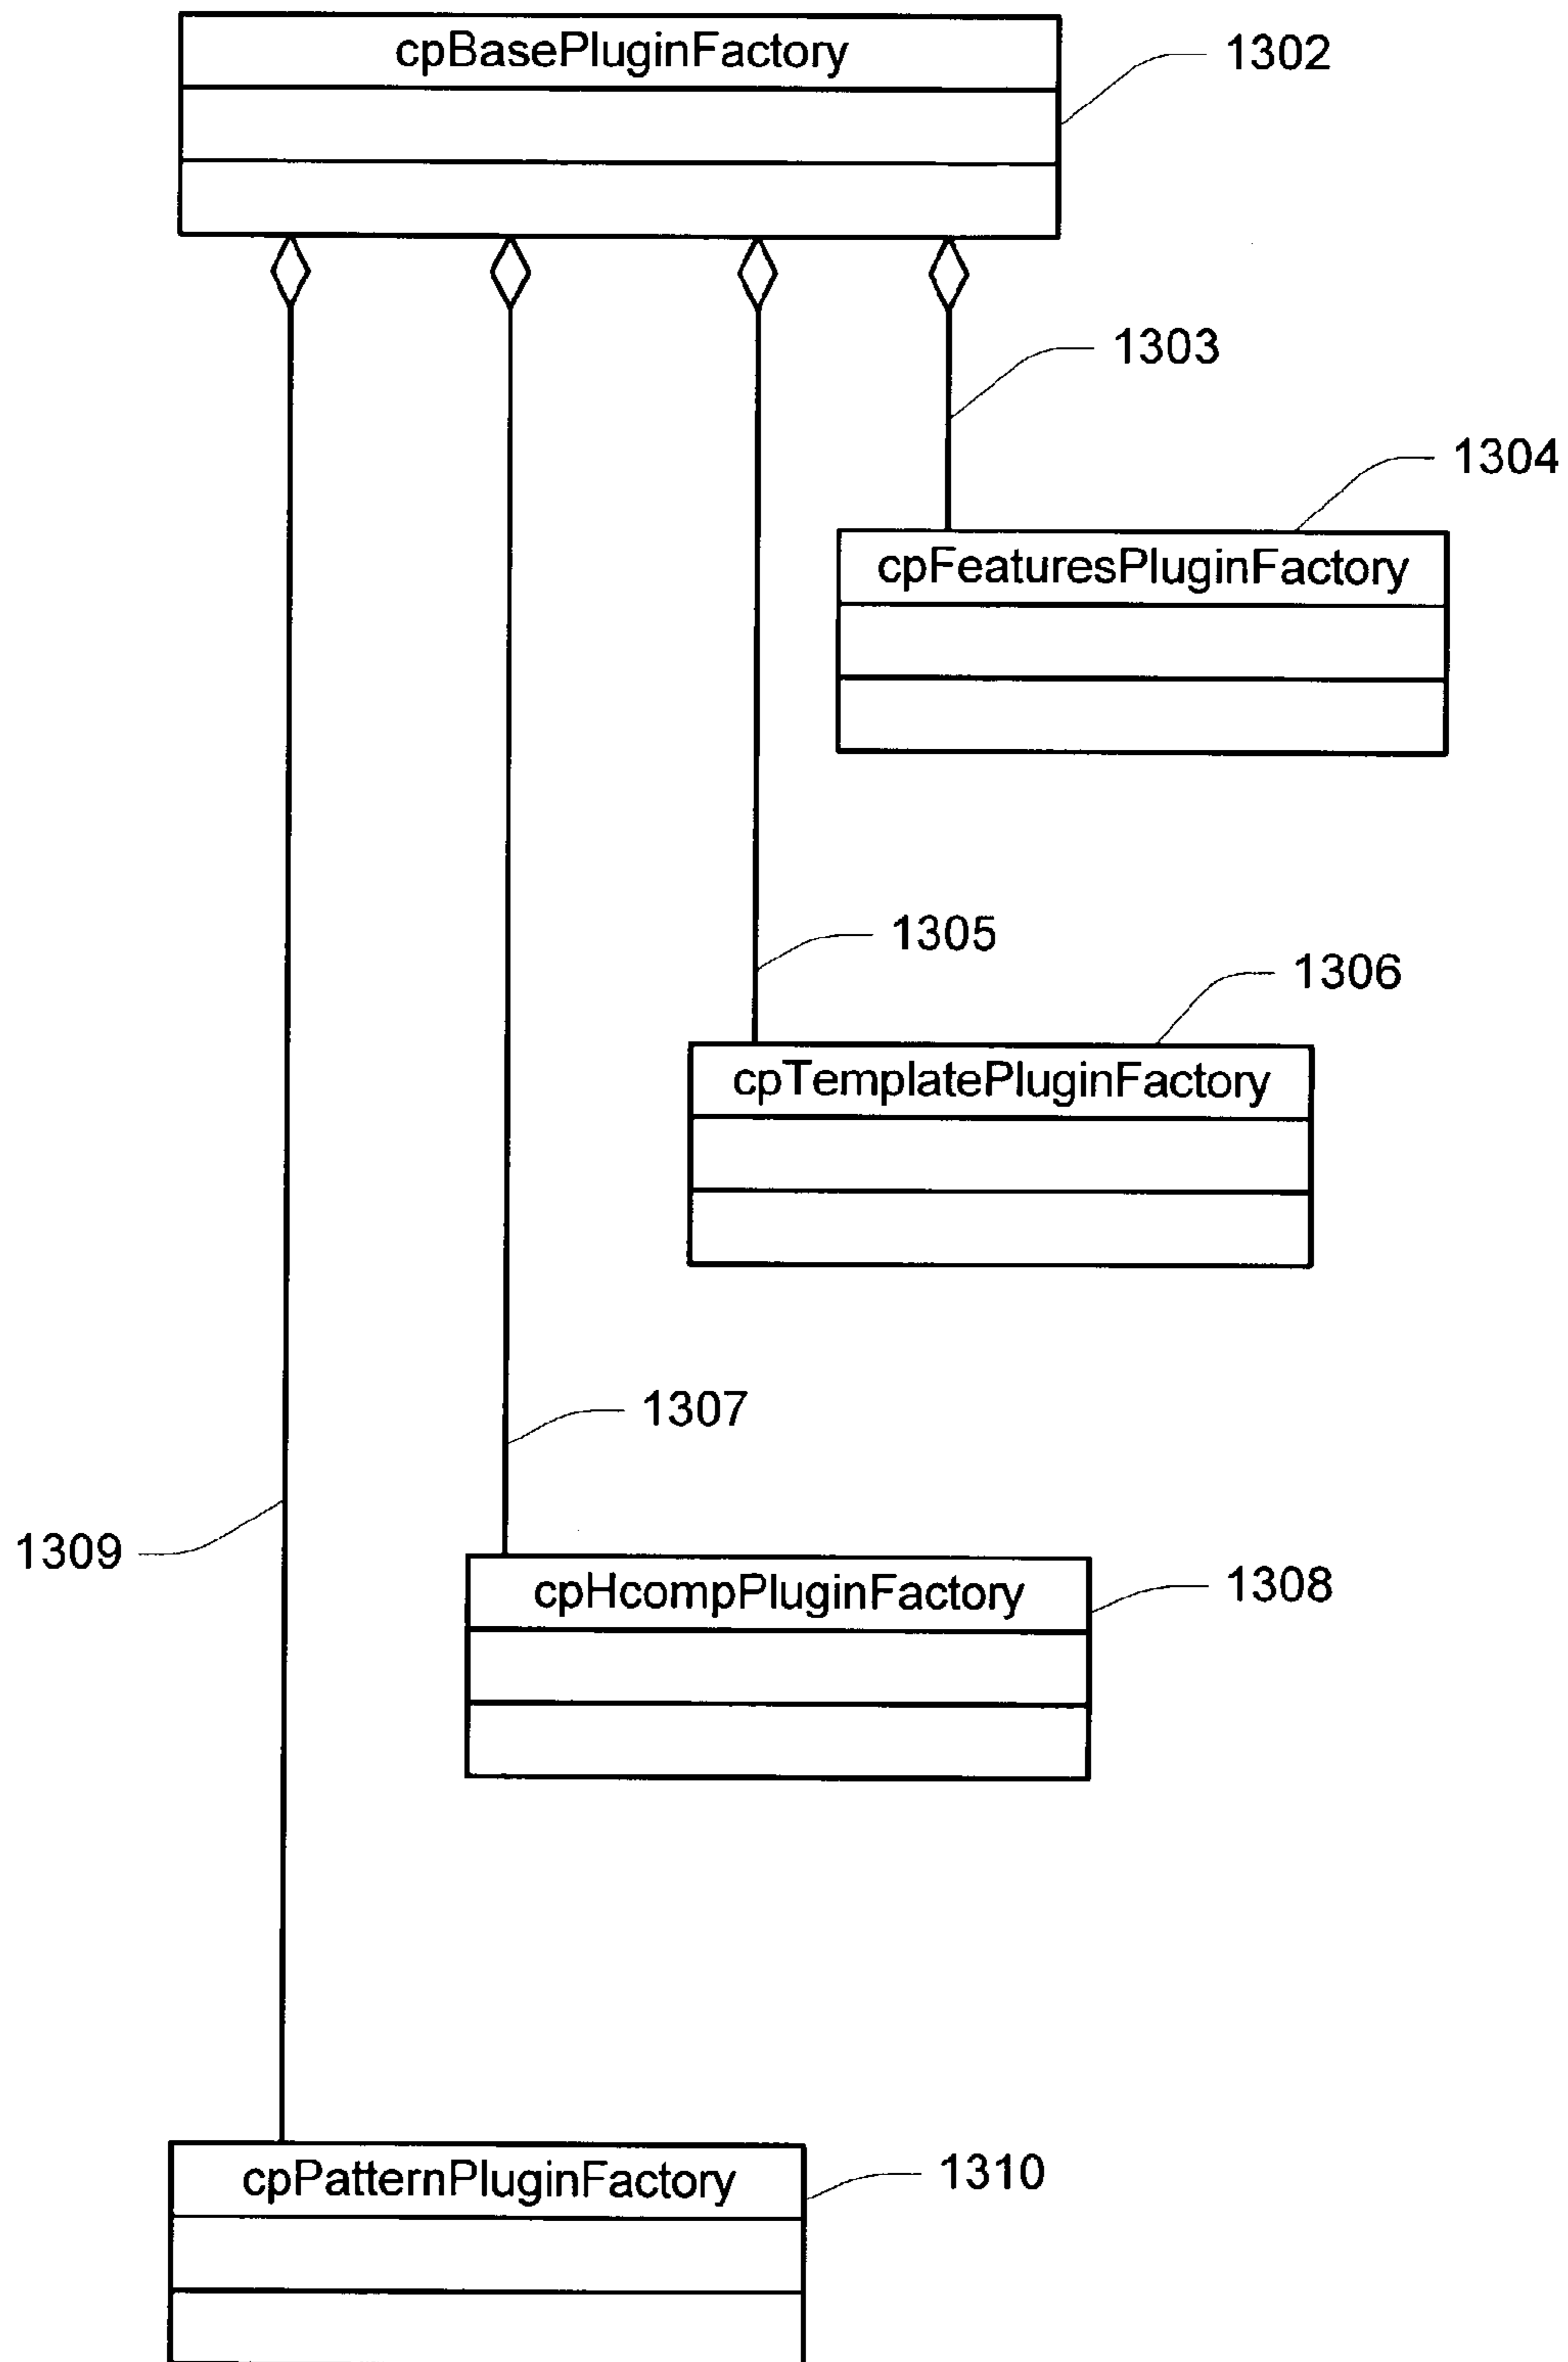 cpBasePluginFactory
1302
1303
1304
cpFeaturesPluginFactory
1305
1306
cpTemplatePluginFactory
1307
1309
cpHcompPluginFactory
1308
cpPatternPluginFactory
1310